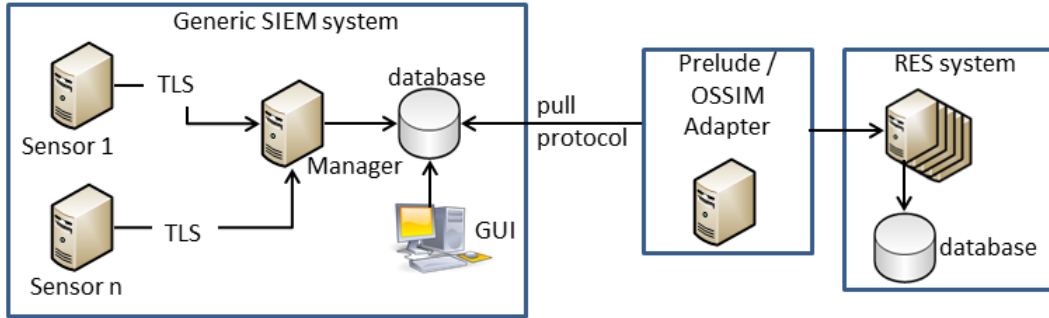 Generic SIEM system
Sensor 1
TLS
Manager
database
Sensor n
TLS
GUI
pull
protocol
Prelude /
OSSIM
Adapter
RES system
database